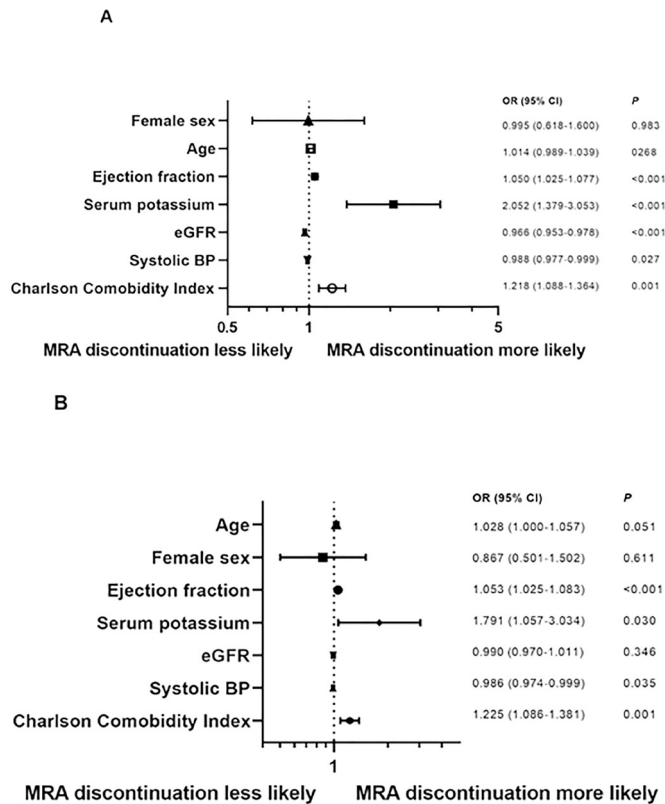 A
OR (95% CI) P
Female sex 0.995 (0.618-1.600) 0.983
Age 1.014 (0.989-1.039) 0268
Ejection fraction 1.050 (1.025-1.077) <0.001
Serum potassium 2.052 (1.379-3.053) <0.001
eGFR 0.966 (0.953-0.978) <0.001
Systolic BP 0.988 (0.977-0.999) 0.027
Charlson Comobidity Index 1.218 (1.088-1.364) 0.001
0.5 1 5
MRA discontinuation less likely MRA discontinuation more likely
B
OR (95% CI) P
Age 1.028 (1.000-1.057) 0.051
Female sex 0.867 (0.501-1.502) 0.611
Ejection fraction 1.053 (1.025-1.083) <0.001
Serum potassium 1.791 (1.057-3.034) 0.030
eGFR 0.990 (0.970-1.011) 0.346
Systolic BP 0.986 (0.974-0.999) 0.035
Charlson Comobidity Index 1.225 (1.086-1.381) 0.001
1
MRA discontinuation less likely MRA discontinuation more likely